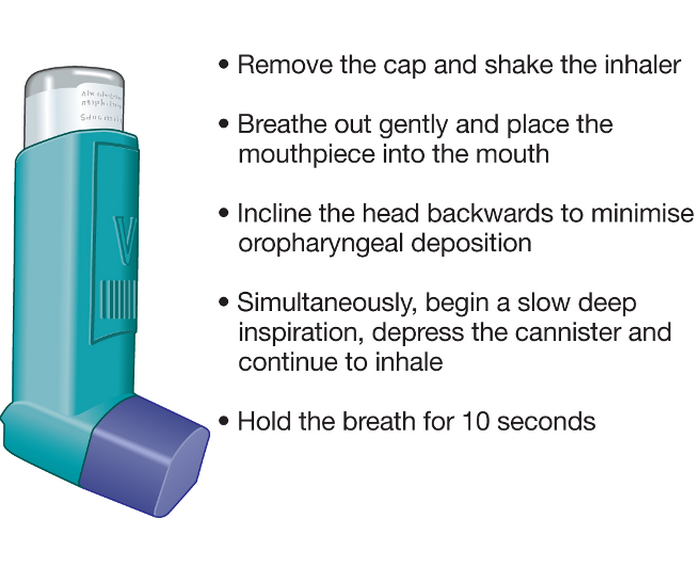 V
• Remove the cap and shake the inhaler
• Breathe out gently and place the
mouthpiece into the mouth
• Incline the head backwards to minimise
oropharyngeal deposition
• Simultaneously, begin a slow deep
inspiration, depress the cannister and
continue to inhale
• Hold the breath for 10 seconds